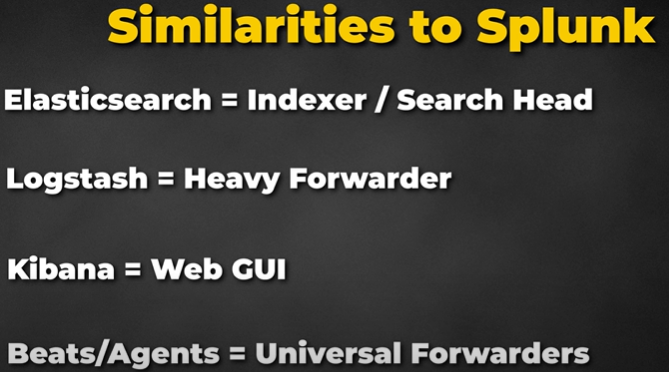 Similarities to Splunk
Elasticsearch = Indexer / Search Head
Logstash = Heavy Forwarder
Kibana = Web GUI
Beats/Agents = Universal Forwarders